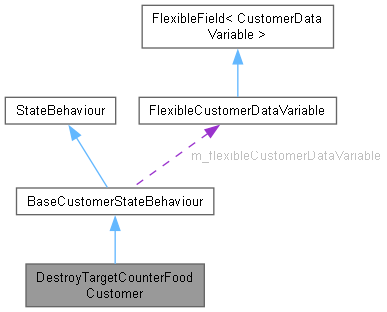 FlexibleField< CustomerData
Variable >
StateBehaviour
FlexibleCustomerDataVariable
m_flexibleCustomerDataVariable
BaseCustomerStateBehaviour
DestroyTargetCounterFood
Customer